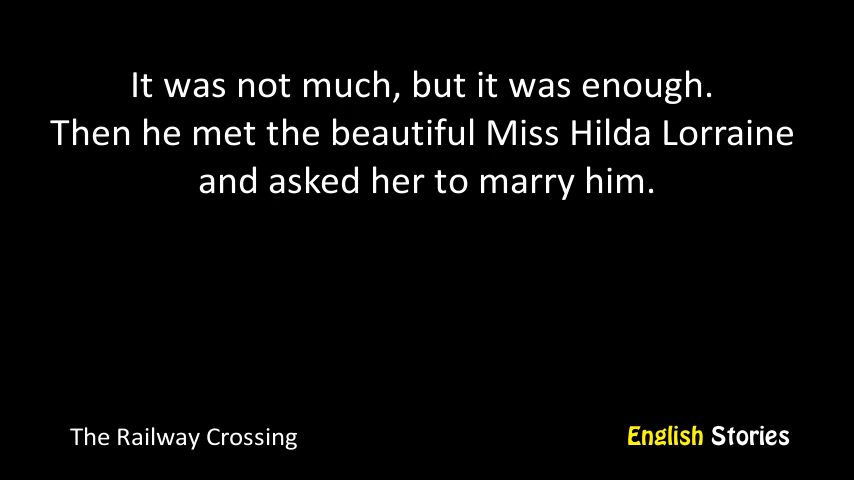 It was not much, but it was enough.
Then he met the beautiful Miss Hilda Lorraine
and asked her to marry him.
The Railway Crossing
English Stories